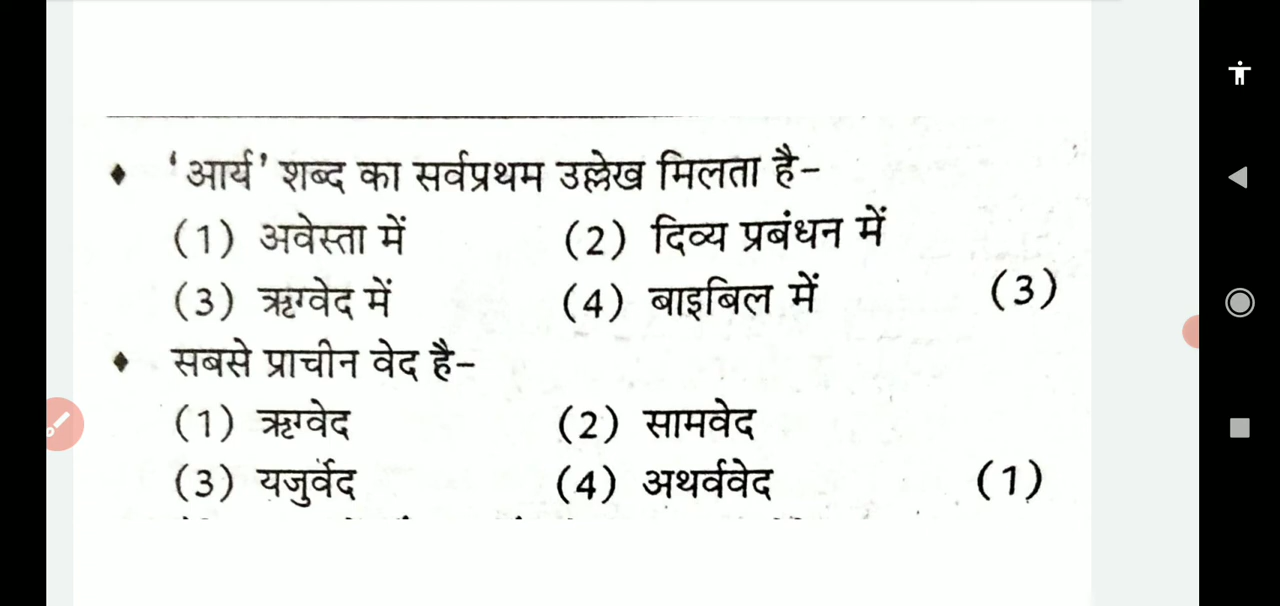 ♦ 'आर्य' शब्द का सर्वप्रथम उल्लेख मिलता है-
(1) अवेस्ता में (2) दिव्य प्रबंधन में
(3) ऋग्वेद में (4) बाइबिल में (3)
♦ सबसे प्राचीन वेद है-
(1) ऋग्वेद (2) सामवेद
(3) यजुर्वेद (4) अथर्ववेद (1)